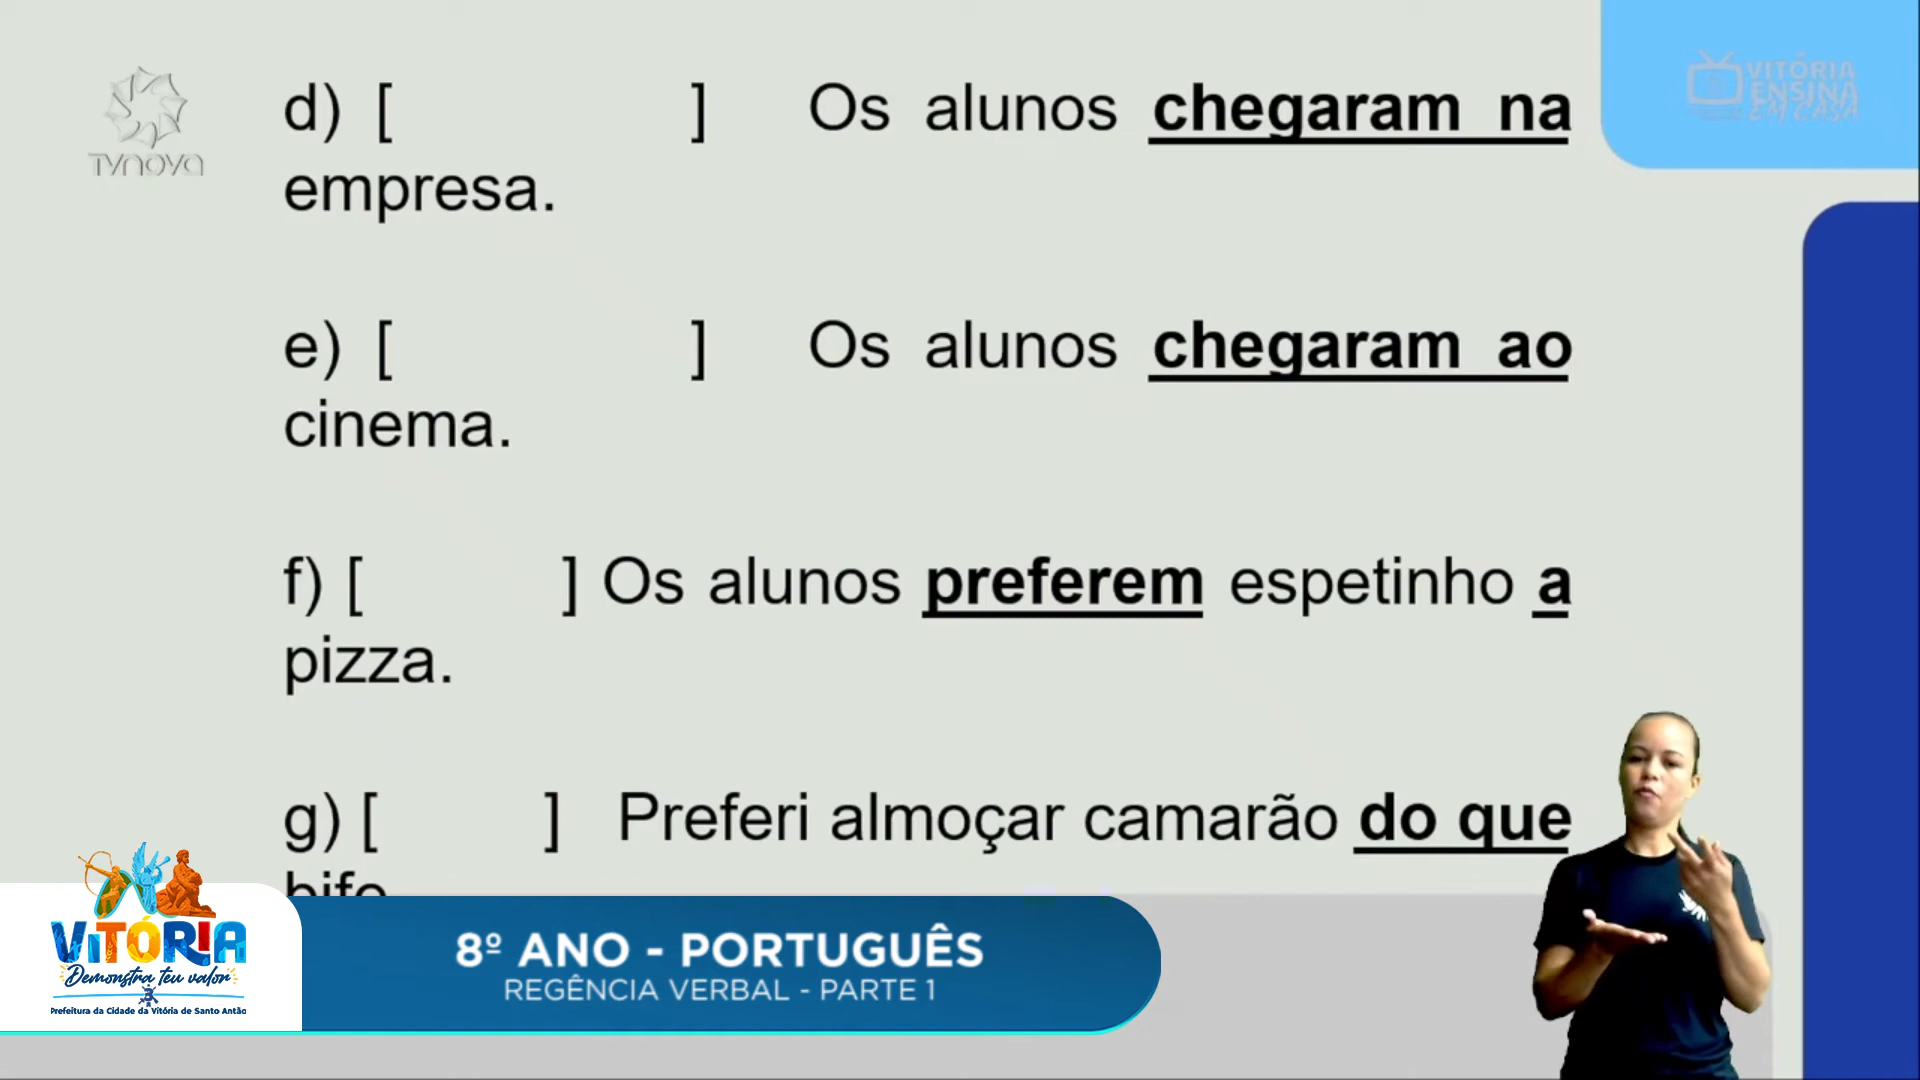 d) [ ] Os alunos chegaram na
empresa.
e) [ ] Os alunos chegaram ao
cinema.
f) [ ] Os alunos preferem espetinho a
pizza.
g) [ ] Preferi almoçar camarão do que
bife
TVNOVA
VITÓRIA
ENSINA
EM CASA
VITÓRIA
Demonstra teu valor
Prefeitura da Cidade da Vitória de Santo Antão
8º ANO - PORTUGUÊS
REGÊNCIA VERBAL - PARTE 1